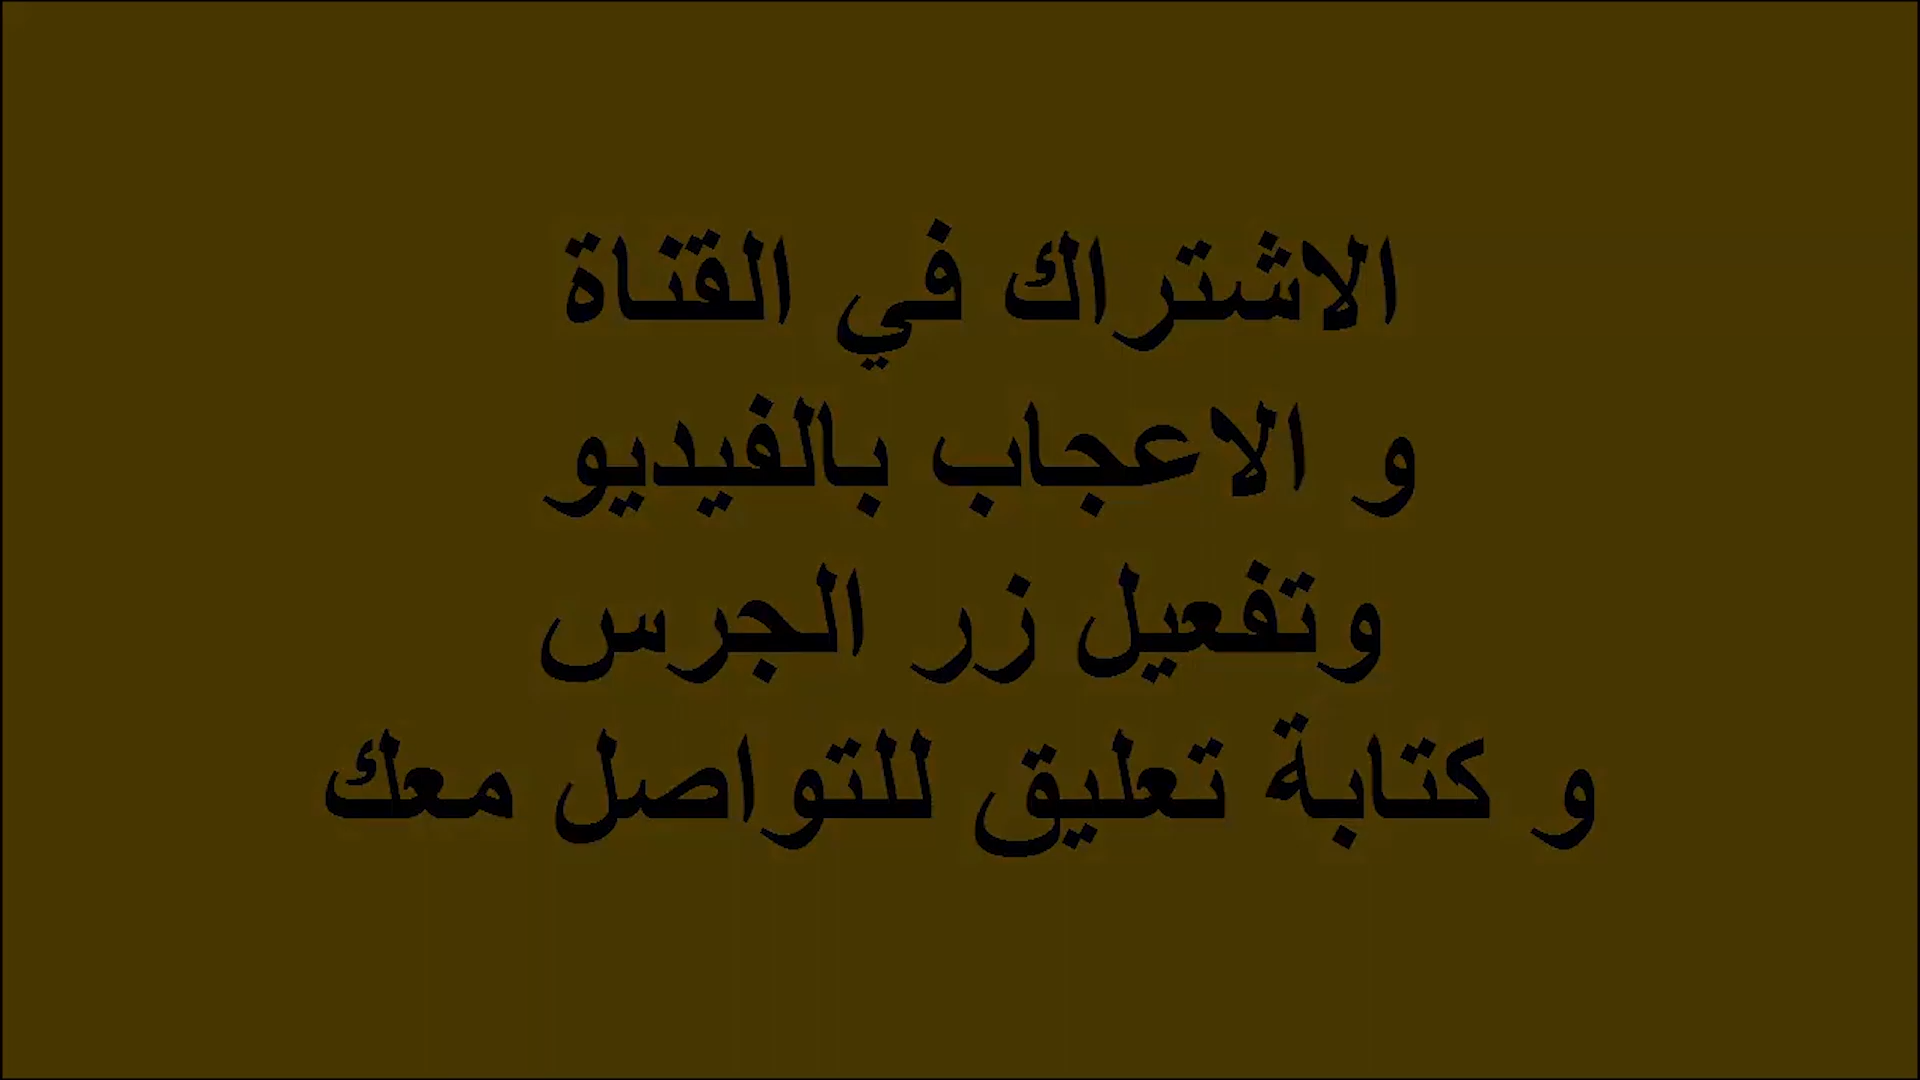 الاشتراك في القناة
و الاعجاب بالفيديو
وتفعيل زر الجرس
و كتابة تعليق للتواصل معك